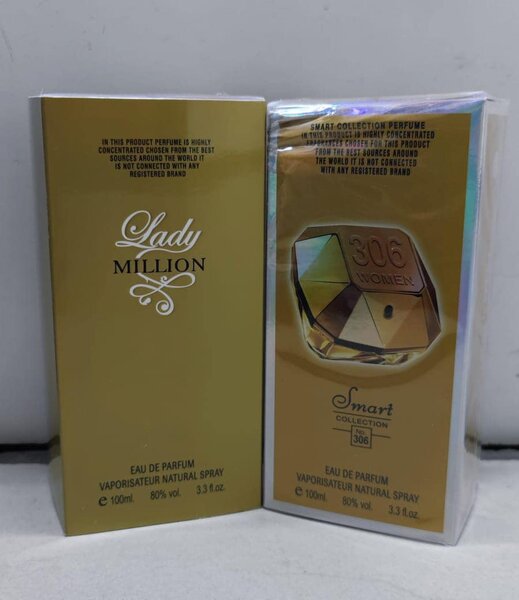 IN THIS PRODUCT PERFUME IS HIGHLY
CONCENTRATED CHOSEN FROM THE BEST
SOURCES AROUND THE WORLD IT
IS NOT CONNECTED WITH ANY
REGISTERED BRAND
Lady
MILLION
EAU DE PARFUM
VAPORISATEUR NATURAL SPRAY
e 100ml. 80% vol. 3.3 fl.oz.
SMART COLLECTION PERFUME
IN THIS PRODUCT IS HIGHLY CONCENTRATED
FRAGRANCES CHOSEN FOR THIS PRODUCT
FROM THE BEST SOURCES AROUND
THE WORLD IT IS NOT CONNECTED
WITH ANY REGISTERED BRAND
306
WOMEN
Smart
COLLECTION
No.
306
EAU DE PARFUM
VAPORISATEUR NATURAL SPRAY
e 100ml. 80% vol. 3.3 fl.oz.